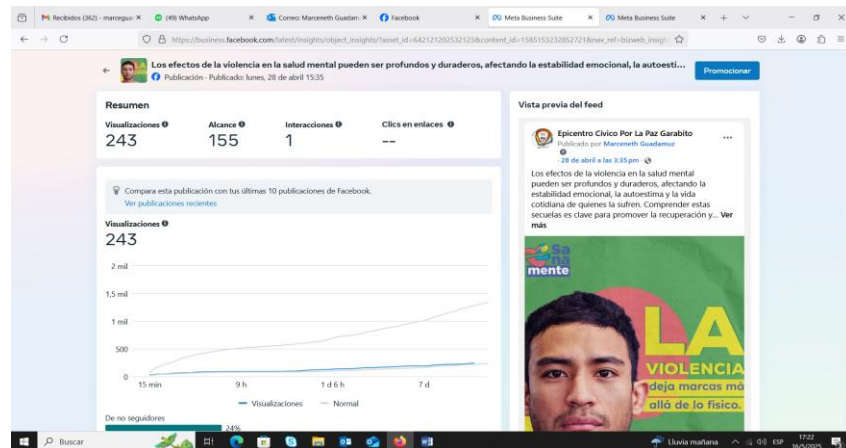 Recibidos (362) - marcegua
(49) WhatsApp
Correo: Marceneth Guadam
Facebook
Meta Business Suite
Meta Business Suite
https://business.facebook.com/latest/insights/object_insights/?asset_id=642121202532123&content_id=1585153232852721&nav_ref=bizweb_insig
Los efectos de la violencia en la salud mental pueden ser profundos y duraderos, afectando la estabilidad emocional, la autoesti...
Publicación · Publicado: lunes, 28 de abril 15:35
Promocionar
Resumen
Visualizaciones Alcance Interacciones Clics en enlaces
243 155 1 --
Compara esta publicación con tus últimas 10 publicaciones de Facebook.
Ver publicaciones recientes
Visualizaciones
243
2 mil
1,5 mil
1 mil
500
0
15 min 9 h 1 d 6 h 7 d
Visualizaciones Normal
De no seguidores
24%
Vista previa del feed
Epicentro Cívico Por La Paz Garabito
Publicado por Marceneth Guadamuz
· 28 de abril a las 3:35 pm ·
Los efectos de la violencia en la salud mental
pueden ser profundos y duraderos, afectando la
estabilidad emocional, la autoestima y la vida
cotidiana de quienes la sufren. Comprender estas
secuelas es clave para promover la recuperación y... Ver
más
Sana
mente
LA
VIOLENCIA
deja marcas má
allá de lo físico.
Buscar
Lluvia mañana
ESP
17:22
16/5/2025